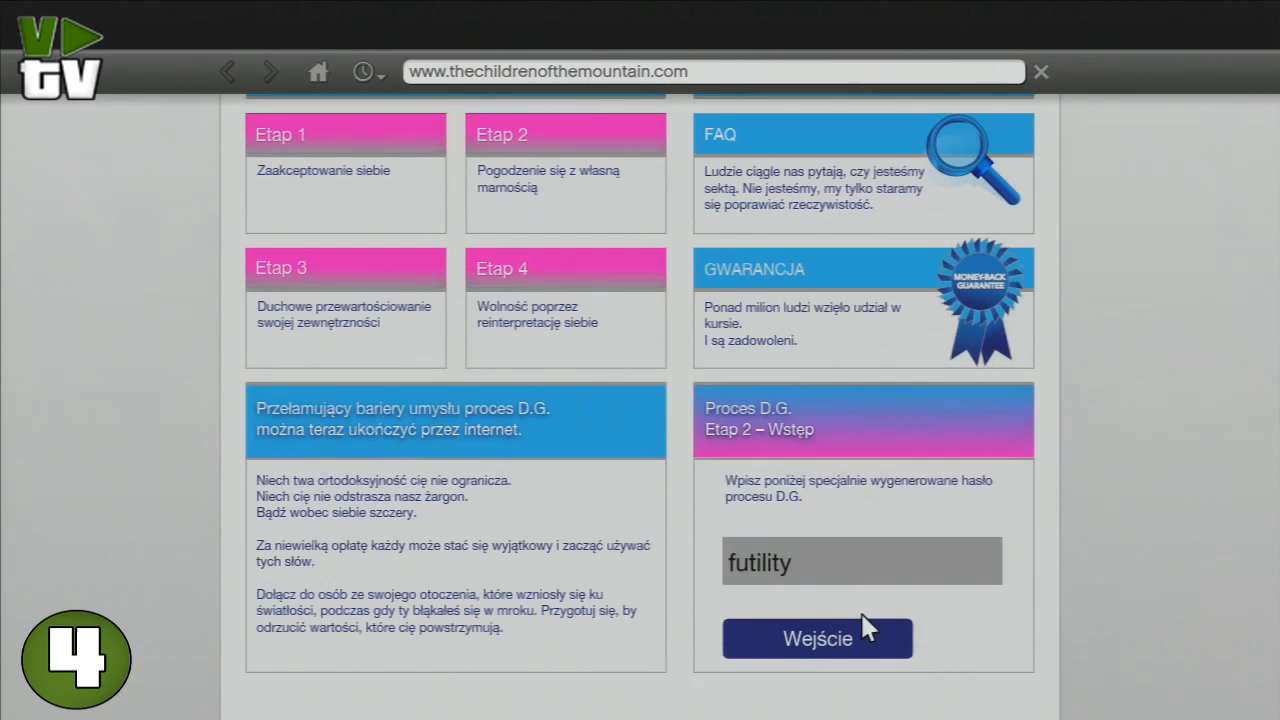 V
tv
www.thechildrenofthemountain.com
Etap 1
Zaakceptowanie siebie
Etap 2
Pogodzenie się z własną
marnością
FAQ
Ludzie ciągle nas pytają, czy jesteśmy
sektą. Nie jesteśmy, my tylko staramy
się poprawiać rzeczywistość.
Etap 3
Duchowe przewartościowanie
swojej zewnętrzności
Etap 4
Wolność poprzez
reinterpretację siebie
GWARANCJA
Ponad milion ludzi wzięło udział w
kursie.
I są zadowoleni.
MONEY-BACK
GUARANTEE
Przełamujący bariery umysłu proces D.G.
można teraz ukończyć przez internet.
Niech twa ortodoksyjność cię nie ogranicza.
Niech cię nie odstrasza nasz żargon.
Bądź wobec siebie szczery.
Za niewielką opłatę każdy może stać się wyjątkowy i zacząć używać
tych słów.
Dołącz do osób ze swojego otoczenia, które wzniosły się ku
światłości, podczas gdy ty błąkałeś się w mroku. Przygotuj się, by
odrzucić wartości, które cię powstrzymują.
Proces D.G.
Etap 2 – Wstęp
Wpisz poniżej specjalnie wygenerowane hasło
procesu D.G.
futility
Wejście
4